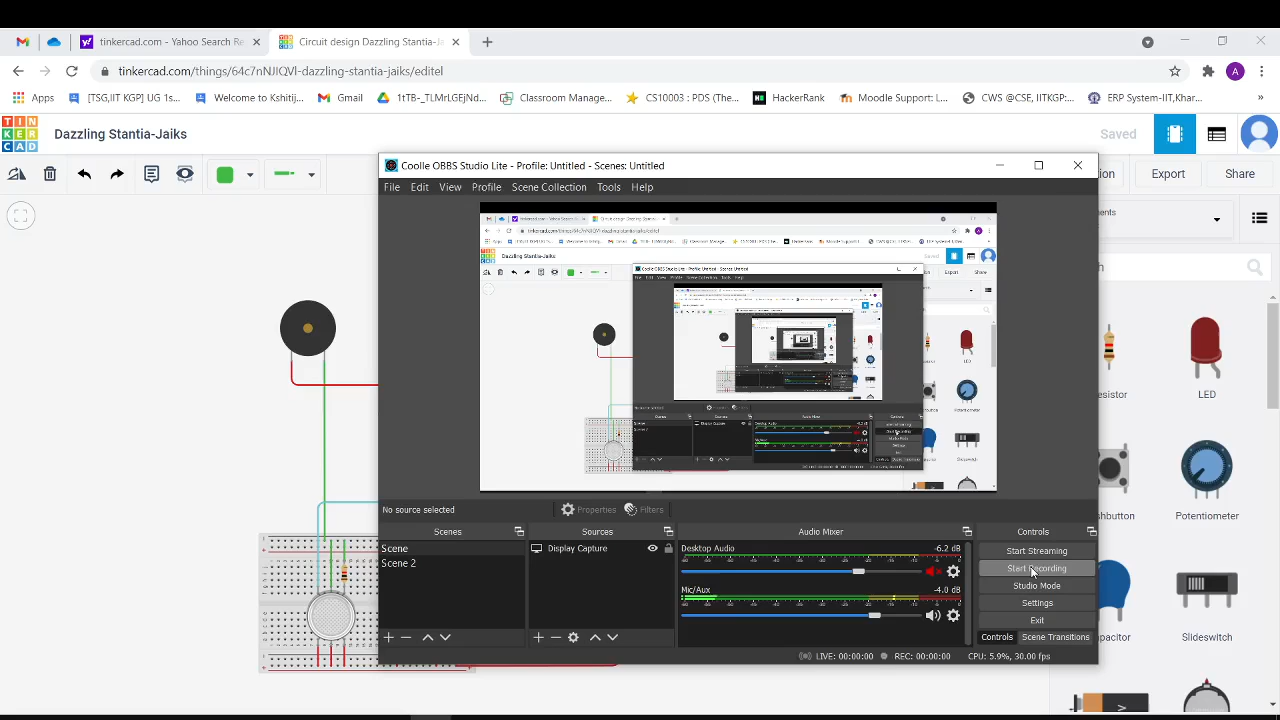 tinkercad.com - Yahoo Search Re
Circuit design Dazzling Stantia-Ja
tinkercad.com/things/64c7nNJIQVl-dazzling-stantia-jaiks/editel
A
Apps
[TSG,IIT KGP] UG 1s...
Welcome to Kshitij...
Gmail
1tTB-_TLMrLGEjNd...
Classroom Manage...
CS10003 : PDS (The...
HackerRank
Moodle Support: L...
CWS @CSE, IITKGP:...
ERP System-IIT,Khar...
»
TIN
KER
CAD
Dazzling Stantia-Jaiks
Saved
Coolle OBBS Studio Lite - Profile: Untitled - Scenes: Untitled
File Edit View Profile Scene Collection Tools Help
ion
Export
Share
ents
esistor
LED
shbutton
Potentiometer
apacitor
Slideswitch
No source selected
Properties
Filters
Scenes
Sources
Audio Mixer
Controls
Scene
Scene 2
Display Capture
Desktop Audio
-6.2 dB
Mic/Aux
-4.0 dB
Start Streaming
Start Recording
Studio Mode
Settings
Exit
Controls
Scene Transitions
LIVE: 00:00:00
REC: 00:00:00
CPU: 5.9%, 30.00 fps